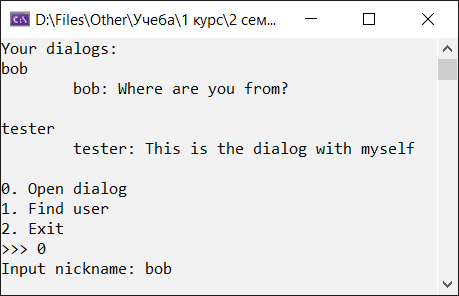 D:\Files\Other\Учеба\1 курс\2 сем...
Your dialogs:
bob
bob: Where are you from?
tester
tester: This is the dialog with myself
0. Open dialog
1. Find user
2. Exit
>>> 0
Input nickname: bob